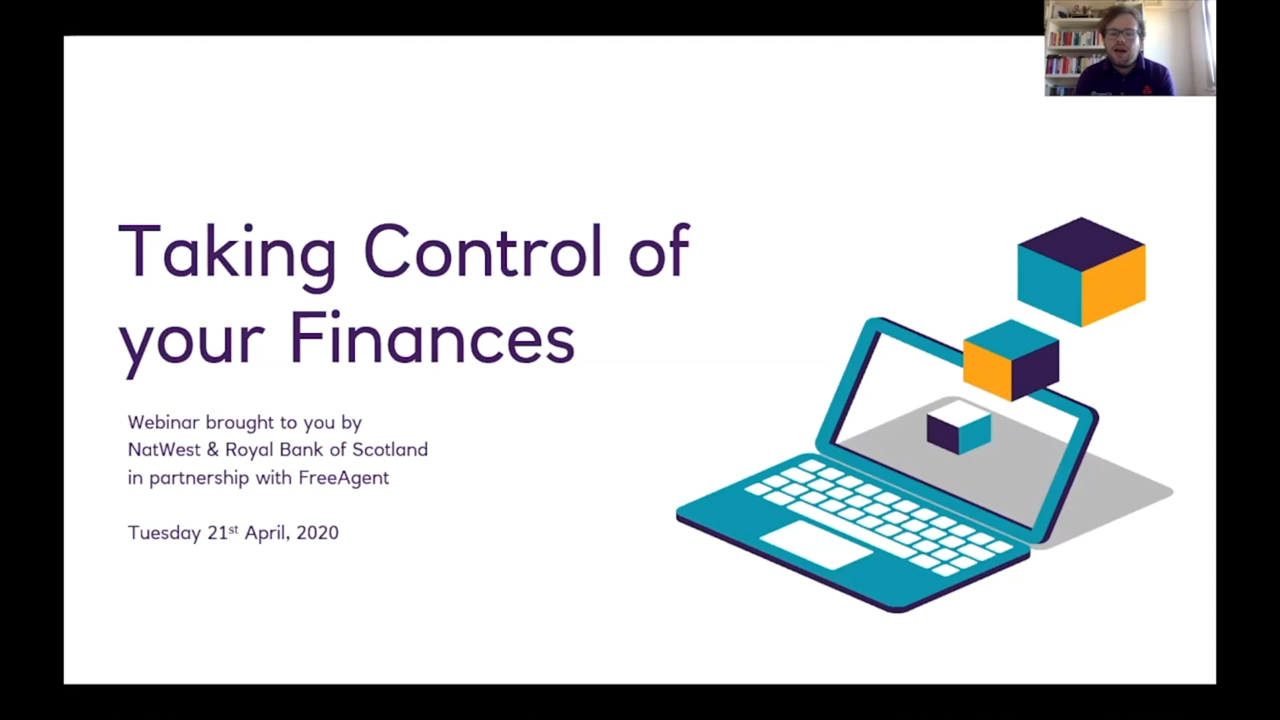 Taking Control of
your Finances
Webinar brought to you by
NatWest & Royal Bank of Scotland
in partnership with FreeAgent
Tuesday 21st April, 2020